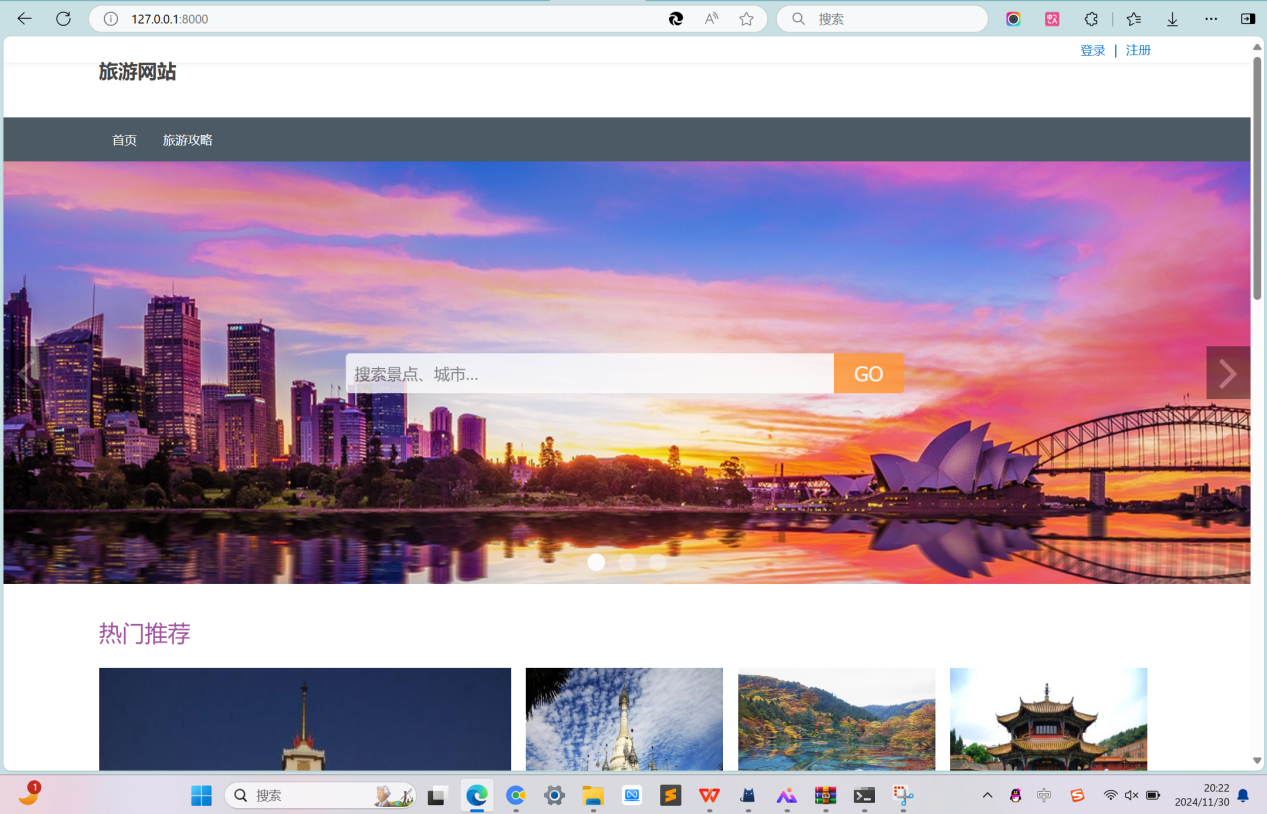 127.0.0.1:8000
搜索
登录 | 注册
旅游网站
首页 旅游攻略
搜索景点、城市... GO
热门推荐
1
搜索
中
20:22
2024/11/30